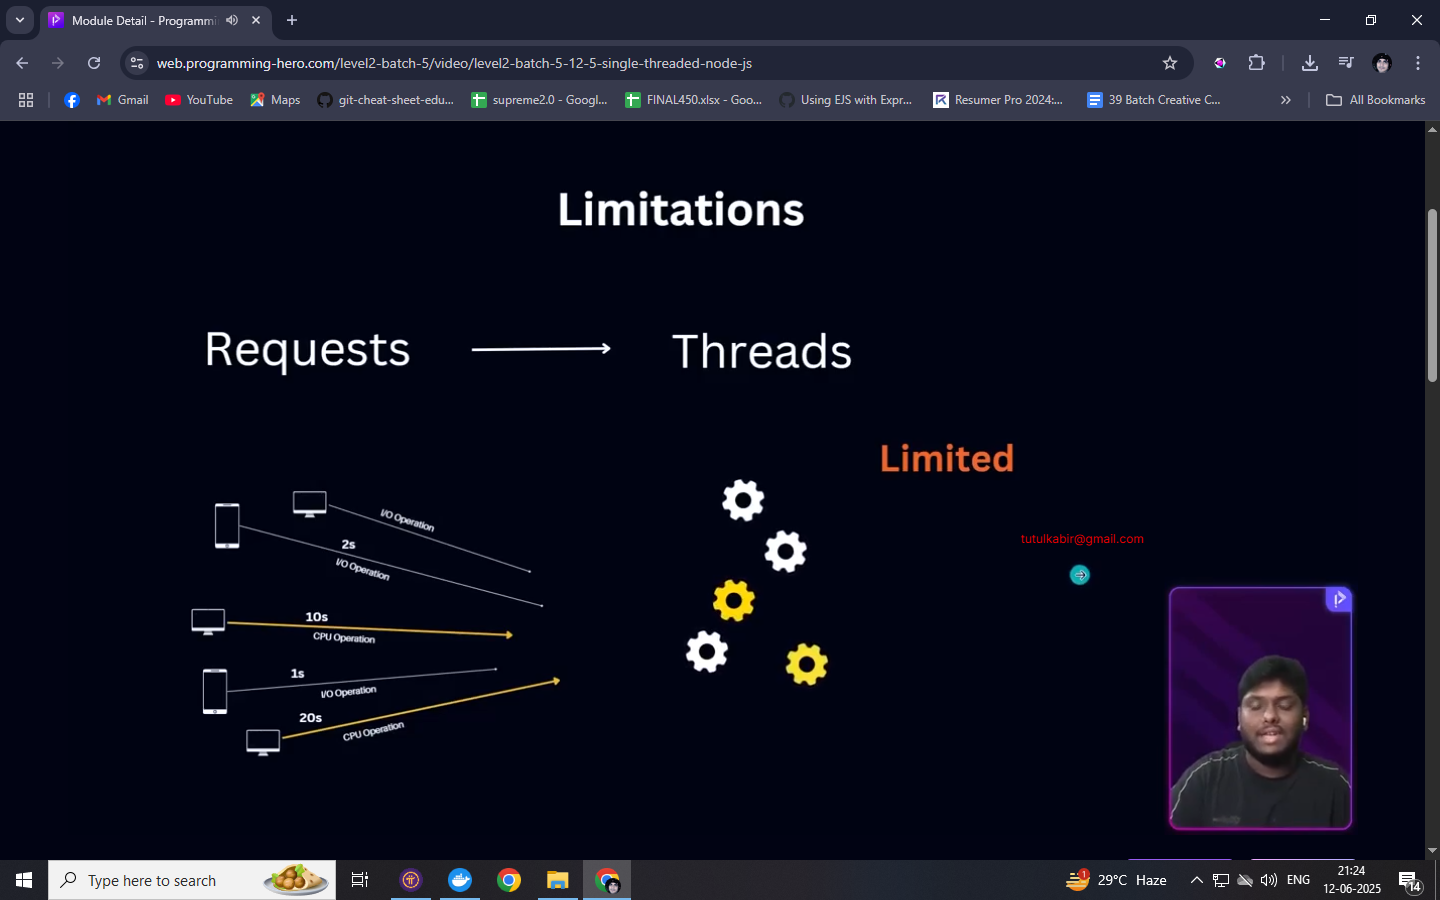 Module Detail - Programmi
web.programming-hero.com/level2-batch-5/video/level2-batch-5-12-5-single-threaded-node-js
Gmail
YouTube
Maps
git-cheat-sheet-edu...
supreme2.0 - Googl...
FINAL450.xlsx - Goo...
Using EJS with Expr...
Resumer Pro 2024:...
39 Batch Creative C...
All Bookmarks
Limitations
Requests
Threads
Limited
I/O Operation
2s
I/O Operation
tutulkabir@gmail.com
10s
CPU Operation
1s
I/O Operation
20s
CPU Operation
Type here to search
1
29°C Haze
ENG
21:24
12-06-2025
14